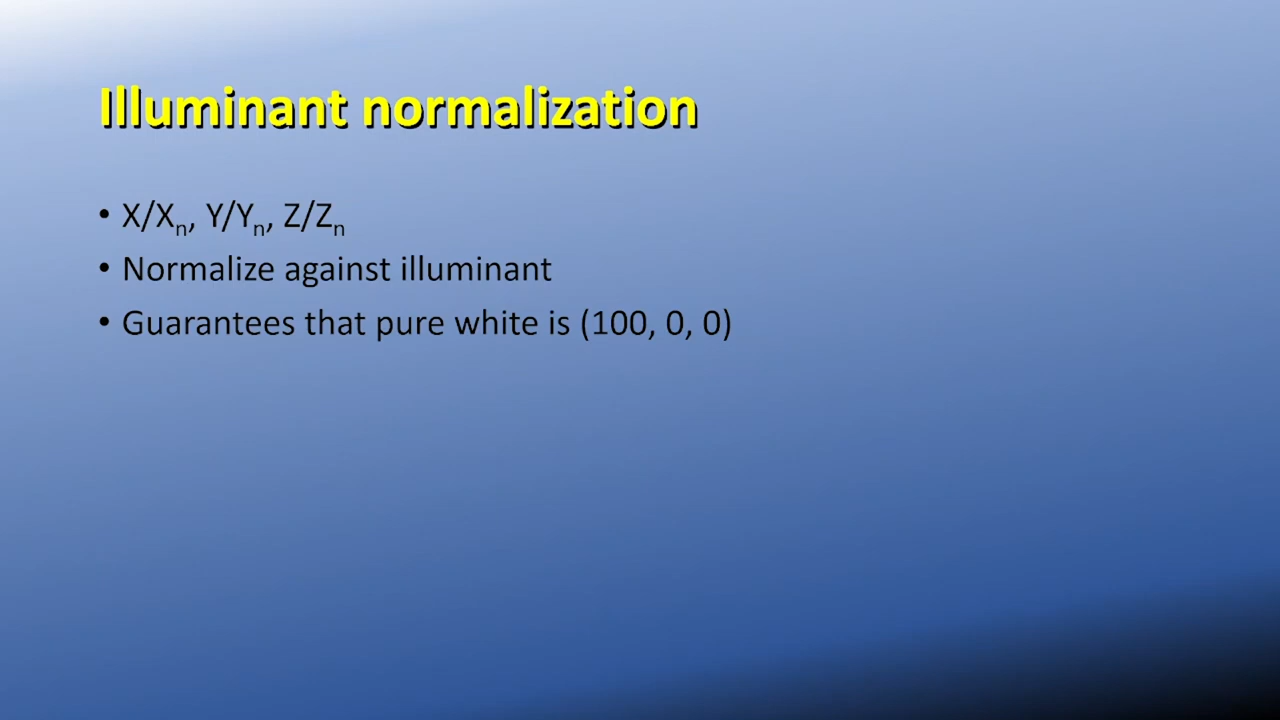 Illuminant normalization
• X/Xₙ, Y/Yₙ, Z/Zₙ
• Normalize against illuminant
• Guarantees that pure white is (100, 0, 0)